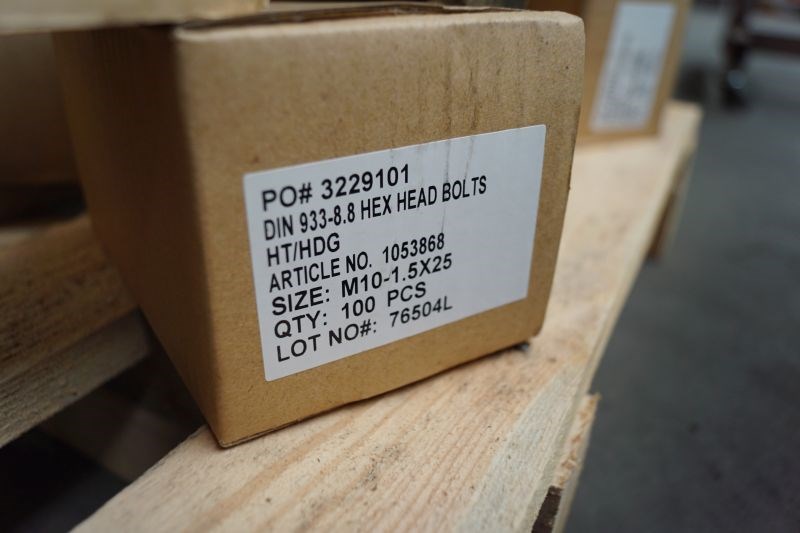 PO# 3229101
DIN 933-8.8 HEX HEAD BOLTS
HT/HDG
ARTICLE NO. 1053868
SIZE: M10-1.5X25
QTY: 100 PCS
LOT NO#: 76504L